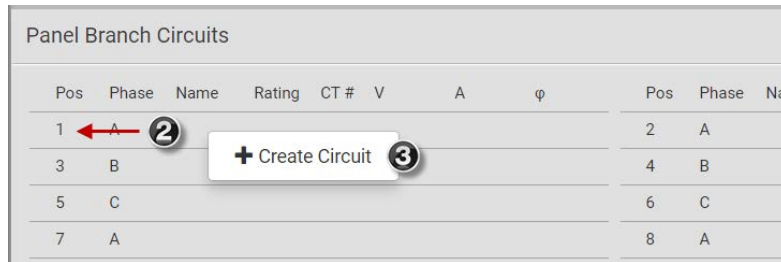 Panel Branch Circuits
Pos Phase Name Rating CT # V A φ Pos Phase Na
1 A 2 2 A
3 B + Create Circuit 3 4 B
5 C 6 C
7 A 8 A